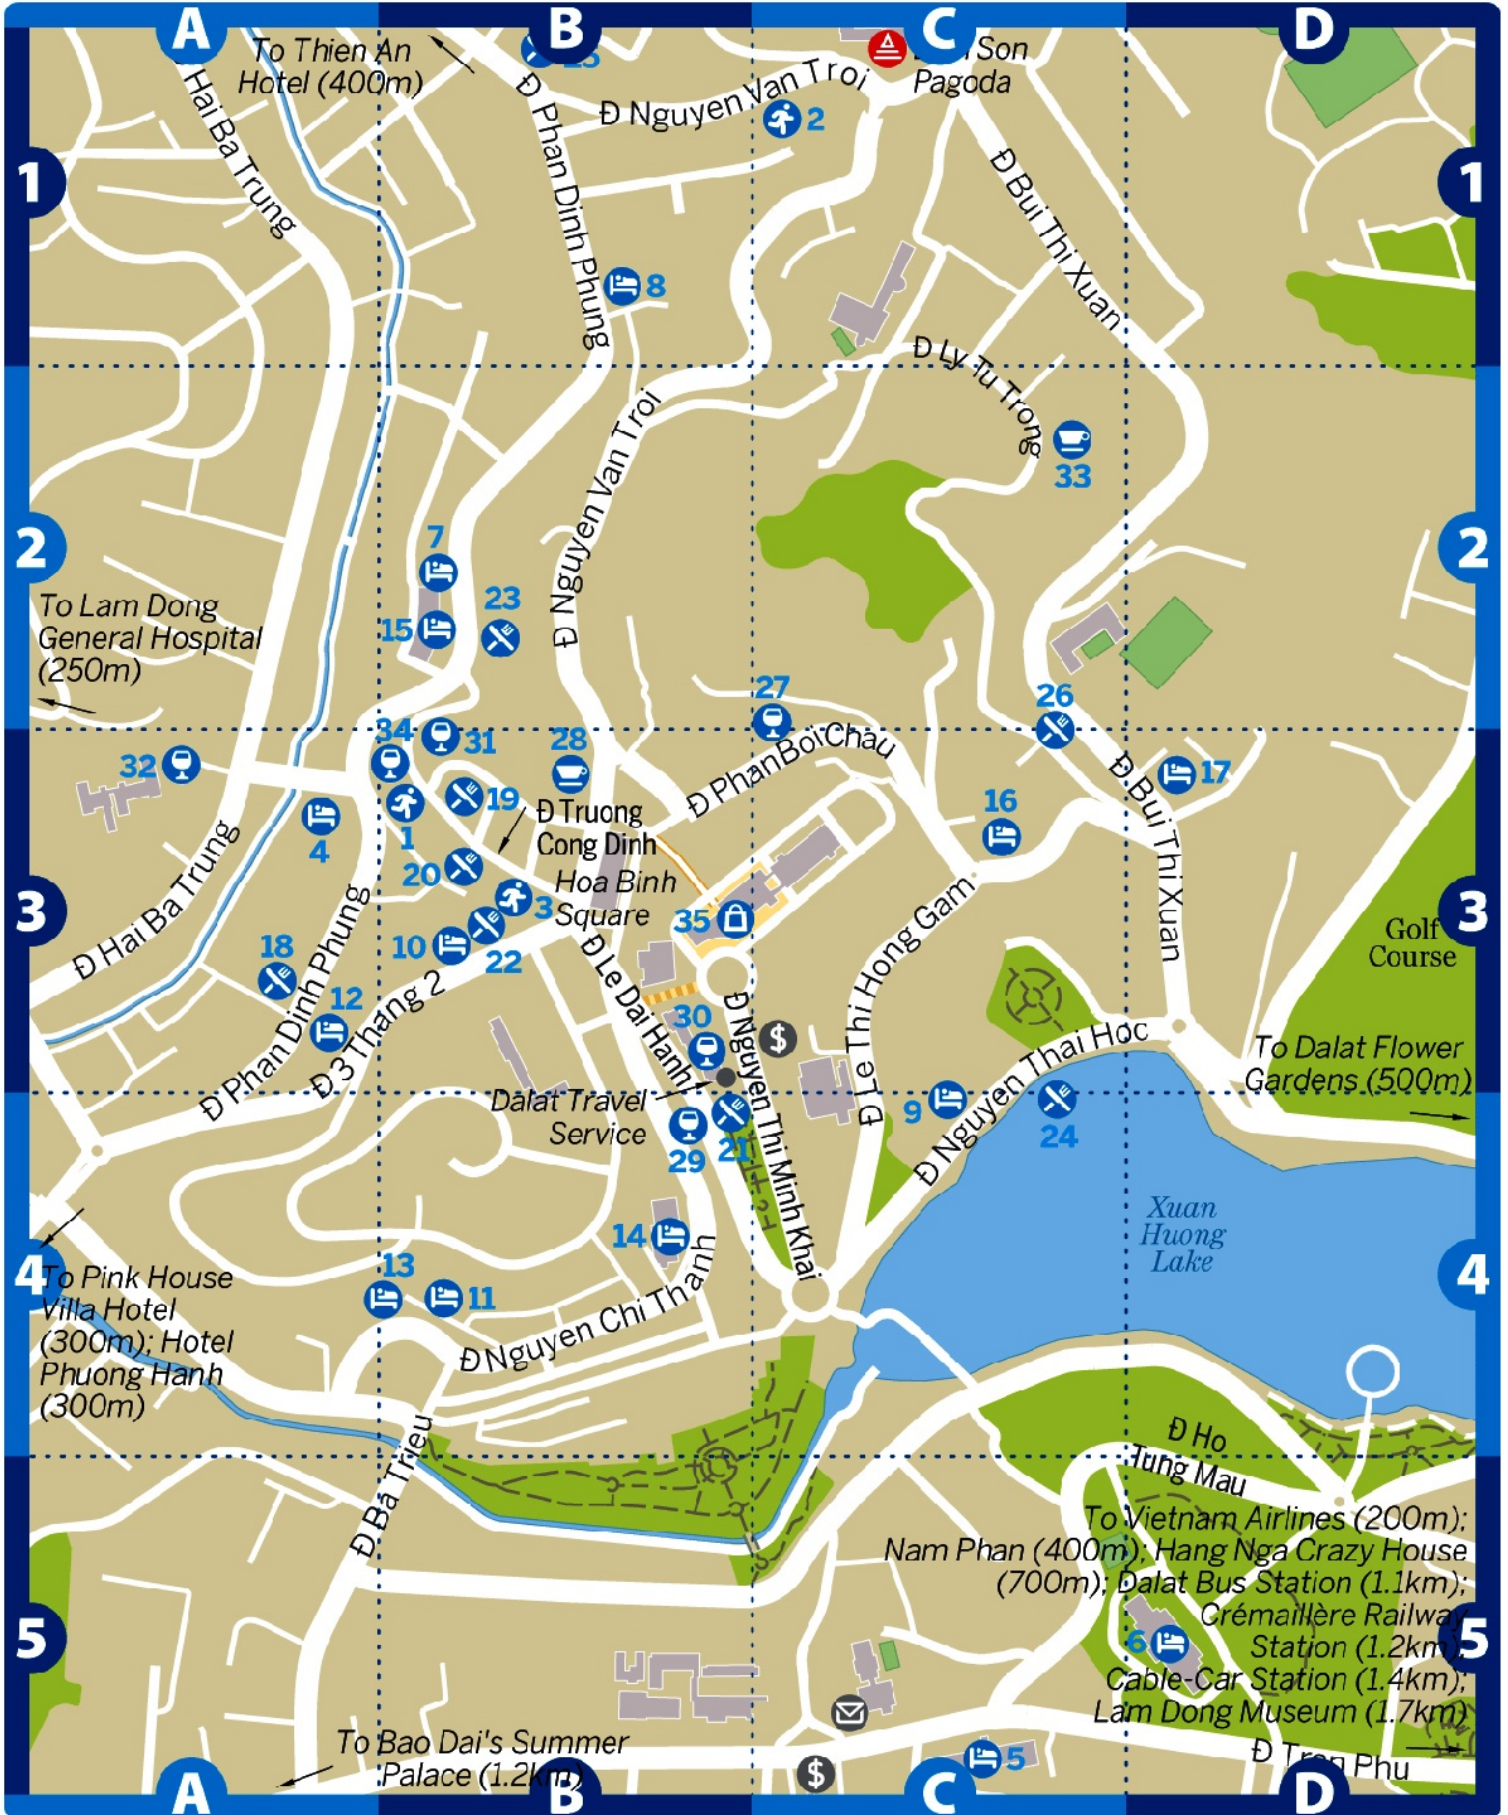 A
B
C
D
To Thien An
Hotel (400m)
Son
Pagoda
Đ Nguyen Van Troi
2
Hai Ba Trung
Đ Phan Dinh Phung
Đ Bui Thi Xuan
1
1
8
Đ Ly Tu Trong
33
Đ Nguyen Van Troi
7
2
2
23
15
To Lam Dong
General Hospital
(250m)
27
26
34
31
28
32
Đ Phan Boi Chau
17
19
16
4
1
Đ Truong
Cong Dinh
Đ Bui Thi Xuan
20
Hoa Binh
Square
3
3
3
35
Đ Hai Ba Trung
Đ Phan Dinh Phung
10
22
Đ Le Thi Hong Gam
Golf
Course
18
12
Đ 3 Thang 2
Đ Le Dai Hanh
30
Đ Nguyen Thi Minh Khai
$
Đ Nguyen Thai Hoc
To Dalat Flower
Gardens (500m)
Dalat Travel
Service
29
21
9
24
Xuan
Huong
Lake
14
4
4
To Pink House
Villa Hotel
(300m); Hotel
Phuong Hanh
(300m)
13
11
Đ Nguyen Chi Thanh
Đ Ba Trieu
Đ Ho
Tung Mau
To Vietnam Airlines (200m);
Nam Phan (400m); Hang Nga Crazy House
(700m); Dalat Bus Station (1.1km);
Crémaillère Railway
Station (1.2km);
Cable-Car Station (1.4km);
Lam Dong Museum (1.7km)
5
5
6
To Bao Dai's Summer
Palace (1.2km)
5
$
Đ Tran Phu
A
B
C
D